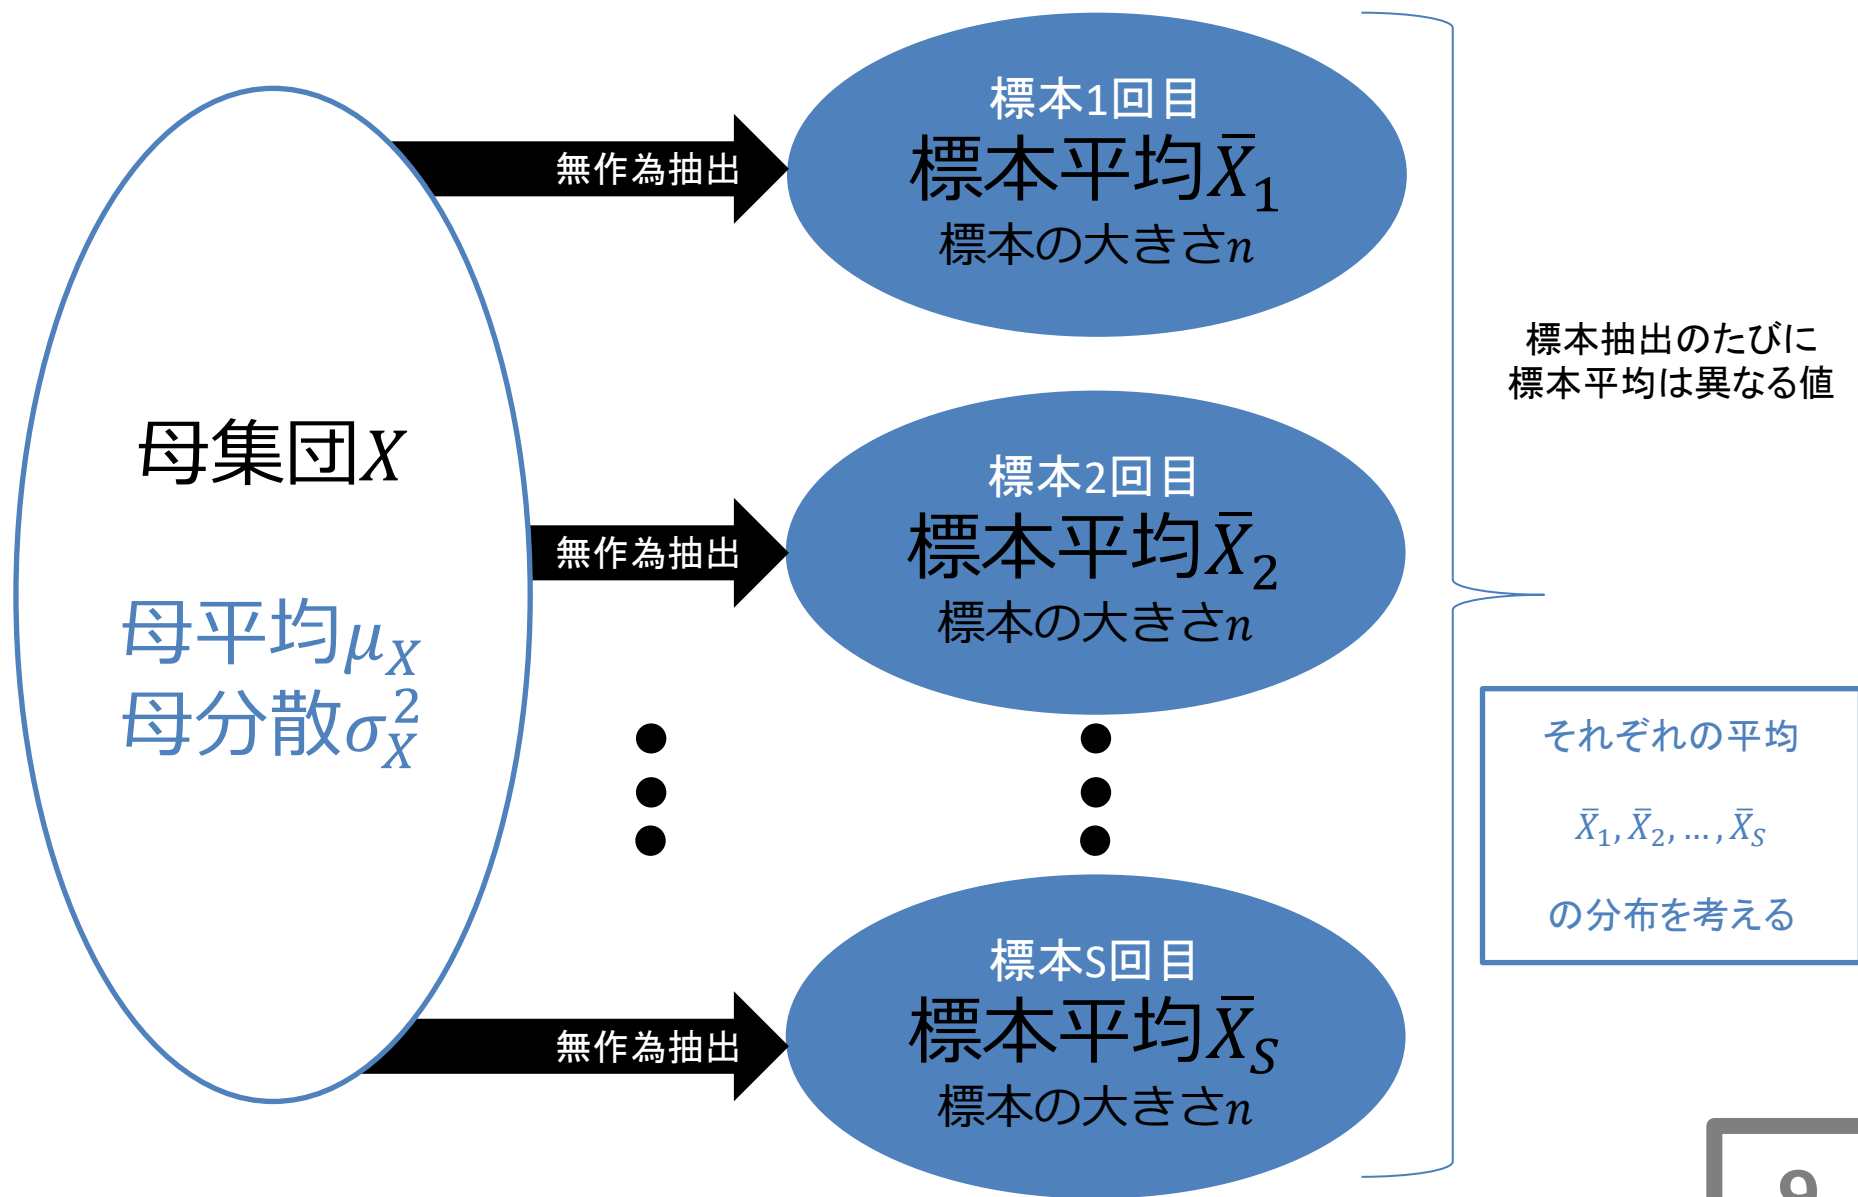 母集団X
母平均μ_X
母分散σ_X^2
無作為抽出
標本1回目
標本平均X̄_1
標本の大きさn
無作為抽出
標本2回目
標本平均X̄_2
標本の大きさn
無作為抽出
標本S回目
標本平均X̄_S
標本の大きさn
標本抽出のたびに
標本平均は異なる値
それぞれの平均
X̄_1, X̄_2, … , X̄_S
の分布を考える
9